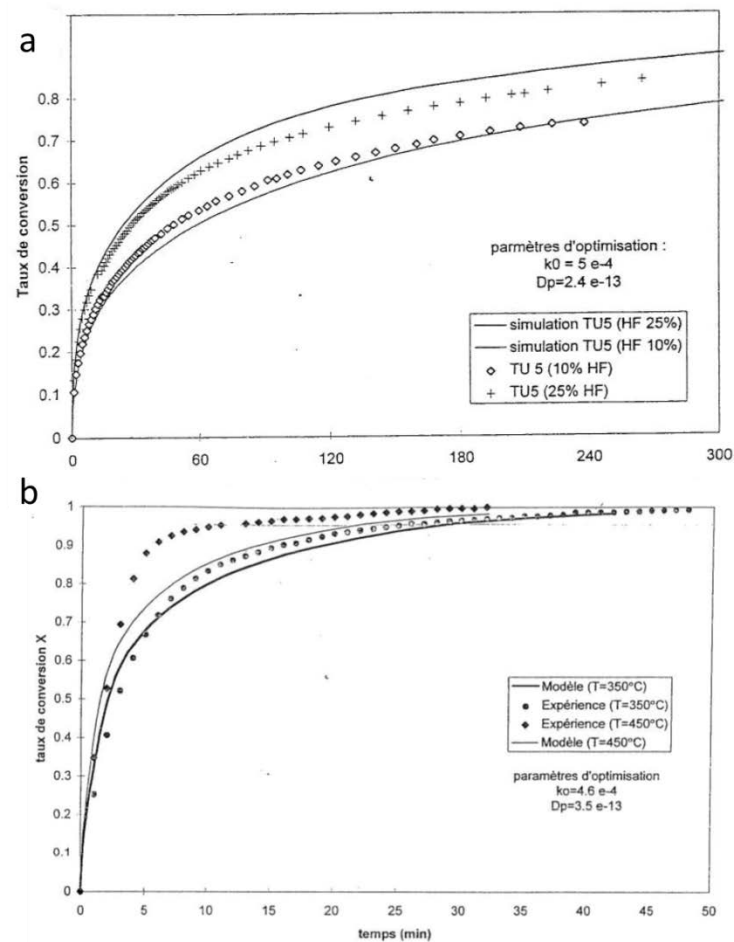 a
Taux de conversion
0.8
0.7
0.6
0.5
0.4
0.3
0.2
0.1
0
0 60 120 180 240 300
parmètres d'optimisation :
k0 = 5 e-4
Dp=2.4 e-13
simulation TU5 (HF 25%)
simulation TU5 (HF 10%)
TU 5 (10% HF)
TU5 (25% HF)
b
taux de conversion X
1
0.9
0.8
0.7
0.6
0.5
0.4
0.3
0.2
0.1
0
0 5 10 15 20 25 30 35 40 45 50
temps (min)
Modèle (T=350°C)
Expérience (T=350°C)
Expérience (T=450°C)
Modèle (T=450°C)
paramètres d'optimisation
ko=4.6 e-4
Dp=3.5 e-13